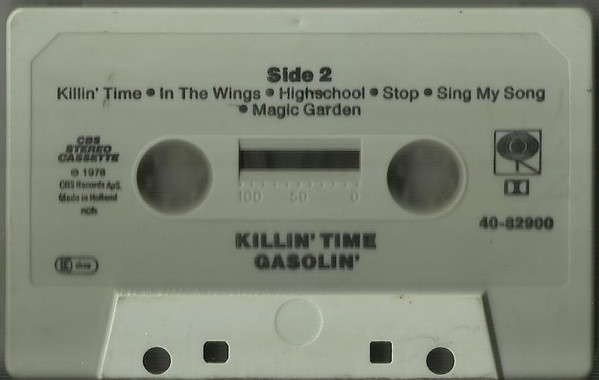 Side 2
Killin' Time • In The Wings • Highschool • Stop • Sing My Song
• Magic Garden
CBS
STEREO
CASSETTE
℗ 1978
CBS Records ApS.
Made in Holland
ncb
100 50 0
40-82900
KILLIN' TIME
GASOLIN'